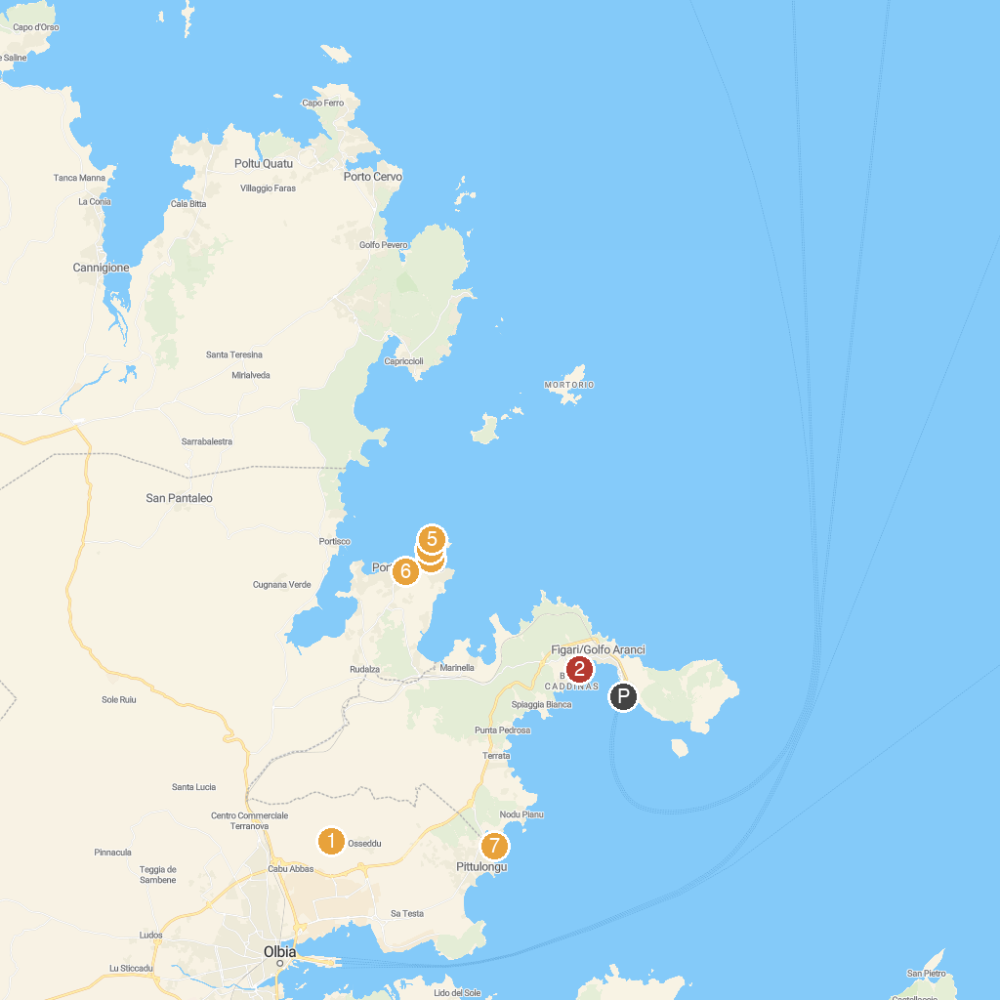 Capo d'Orso
e Saline
Capo Ferro
Poltu Quatu
Porto Cervo
Tanca Manna
Villaggio Faras
La Conia
Cala Bitta
Golfo Pevero
Cannigione
Santa Teresina
Capriccioli
Mirialveda
MORTORIO
Sarrabalestra
San Pantaleo
Portisco
5
Por
6
Cugnana Verde
Figari/Golfo Aranci
Rudalza
Marinella
2
B
CADDINAS
P
Sole Ruiu
Spiaggia Bianca
Punta Pedrosa
Terrata
Santa Lucia
Centro Commerciale
Terranova
Nodu Pianu
1
Osseddu
7
Pinnacula
Pittulongu
Teggia de
Sambene
Cabu Abbas
Sa Testa
Ludos
Olbia
Lu Sticcadu
San Pietro
Lido del Sole